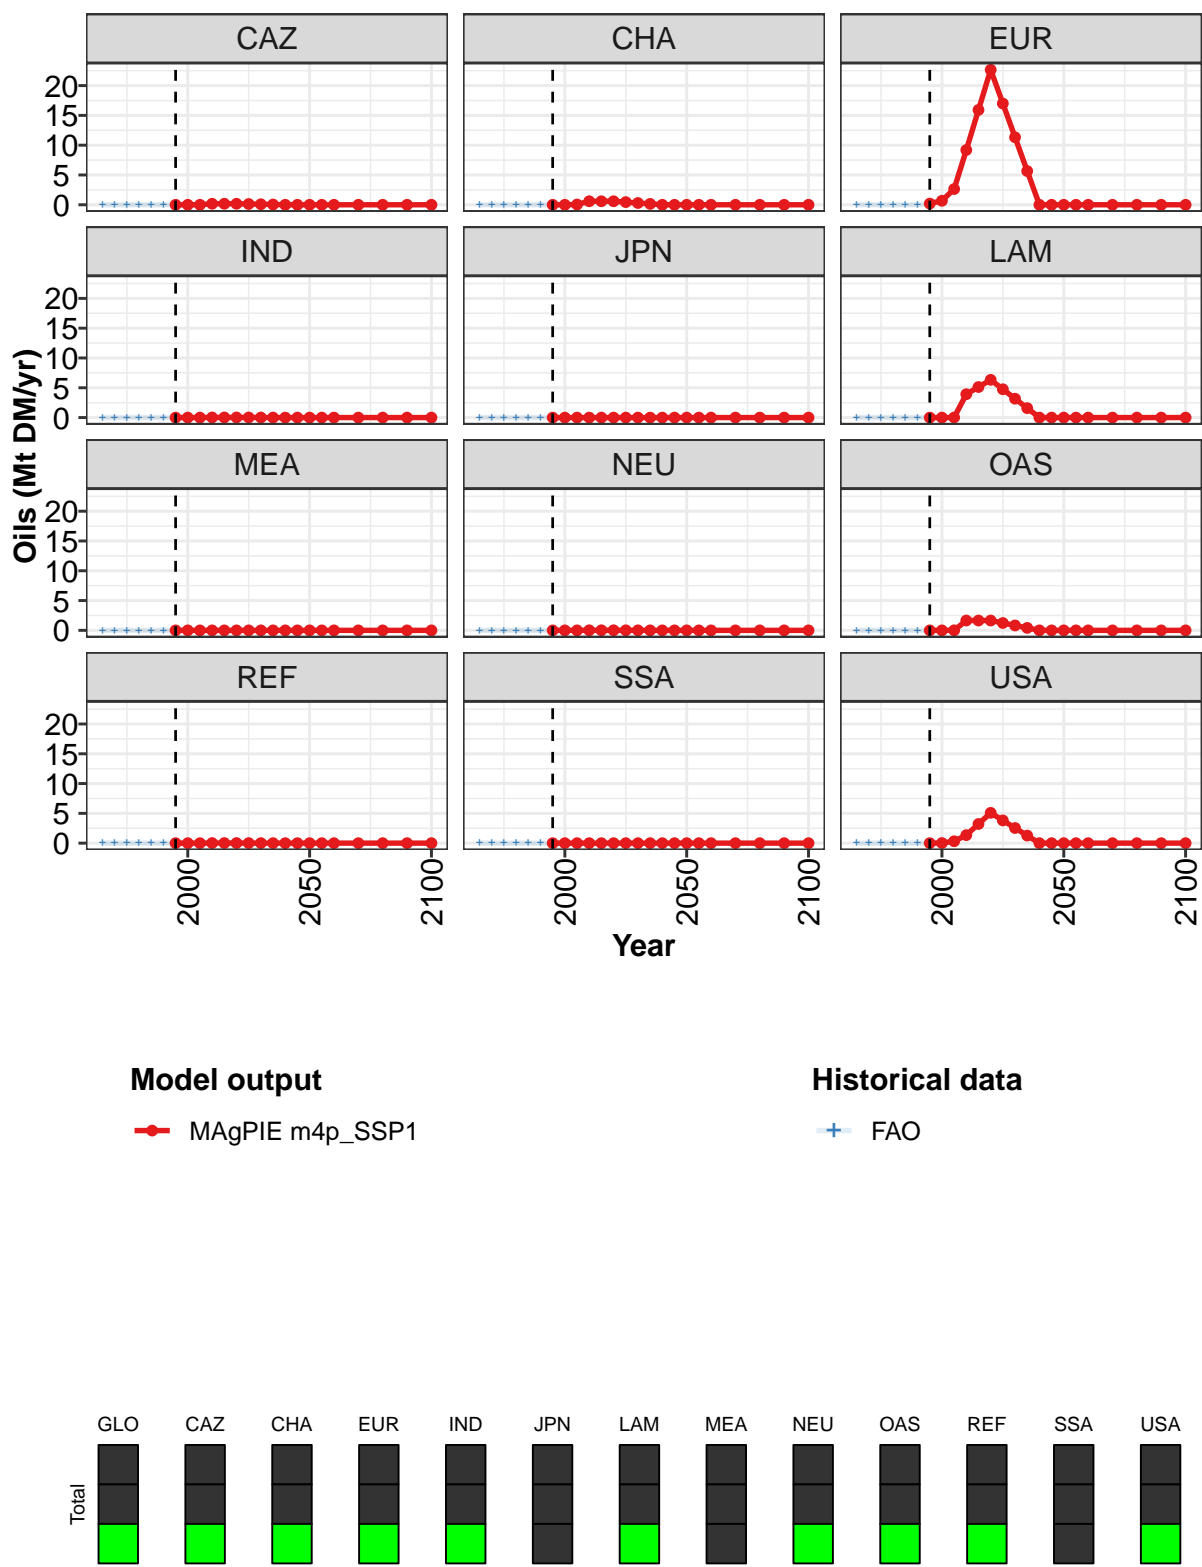 CAZ CHA EUR
20
15
10
5
0
IND JPN LAM
20
15
10
5
0
MEA NEU OAS
20
15
10
5
0
REF SSA USA
20
15
10
5
0
Oils (Mt DM/yr)
2000 2050 2100 2000 2050 2100 2000 2050 2100
Year
Model output Historical data
MAgPIE m4p_SSP1 FAO
GLO CAZ CHA EUR IND JPN LAM MEA NEU OAS REF SSA USA
Total